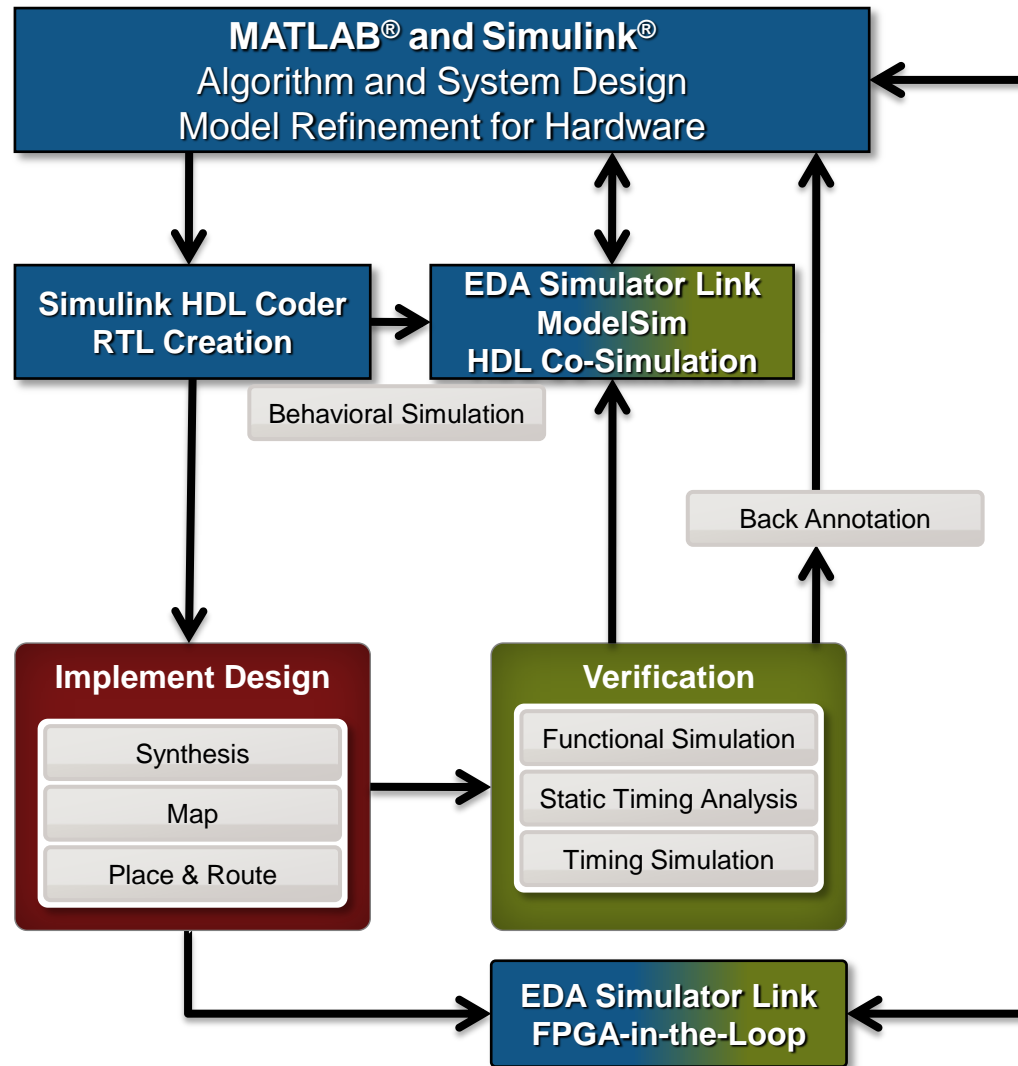 MATLAB® and Simulink®
Algorithm and System Design
Model Refinement for Hardware
Simulink HDL Coder
RTL Creation
EDA Simulator Link
ModelSim
HDL Co-Simulation
Behavioral Simulation
Back Annotation
Implement Design
Synthesis
Map
Place & Route
Verification
Functional Simulation
Static Timing Analysis
Timing Simulation
EDA Simulator Link
FPGA-in-the-Loop